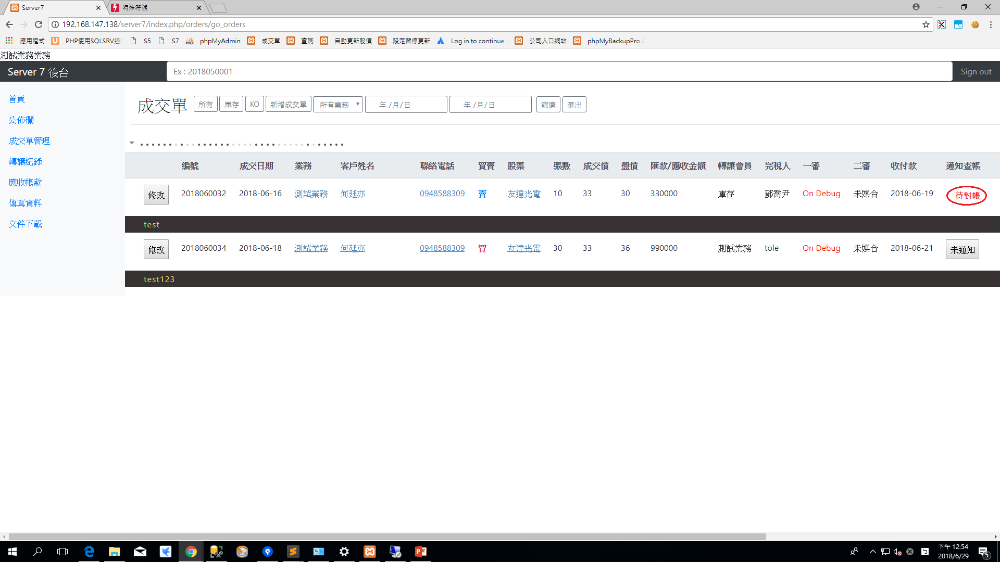 Server7
特殊符號
192.168.147.138/server7/index.php/orders/go_orders
應用程式 PHP使用SQLSRV連 S5 S7 phpMyAdmin 成交單 查詢 自動更新股價 設定暫停更新 Log in to continue 公司入口網站 phpMyBackupPro 2
測試業務業務
Server 7 後台 Ex : 2018050001 Sign out
首頁
公佈欄
成交單管理
轉讓紀錄
應收帳款
傳真資料
文件下載
成交單 所有 庫存 KO 新增成交單 所有業務 年 /月/日 年 /月/日 篩選 匯出
編號 成交日期 業務 客戶姓名 聯絡電話 買賣 股票 張數 成交價 盤價 匯款/應收金額 轉讓會員 完稅人 一審 二審 收付款 通知查帳
修改 2018060032 2018-06-16 測試業務 何廷亦 0948588309 賣 友達光電 10 33 30 330000 庫存 鄧喬尹 On Debug 未媒合 2018-06-19 待對帳
test
修改 2018060034 2018-06-18 測試業務 何廷亦 0948588309 買 友達光電 30 33 36 990000 測試業務 tole On Debug 未媒合 2018-06-21 未通知
test123
下午 12:54
2018/6/29
5